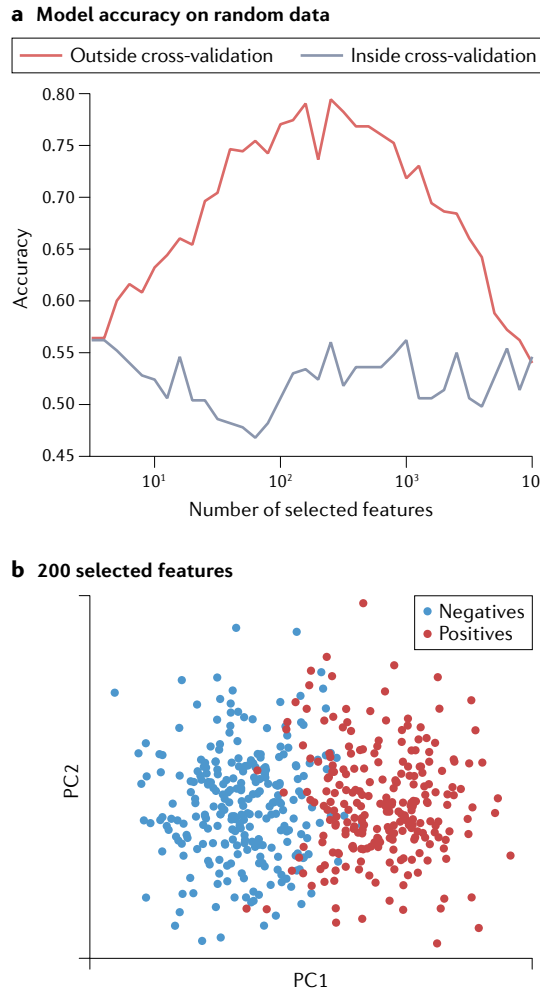 a Model accuracy on random data
Outside cross-validation Inside cross-validation
0.80
0.75
0.70
0.65
0.60
0.55
0.50
0.45
Accuracy
10¹ 10² 10³ 10
Number of selected features
b 200 selected features
Negatives
Positives
PC2
PC1